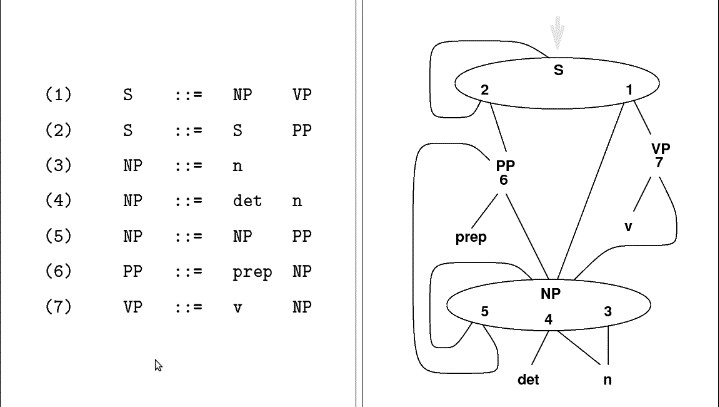 (1) S ::= NP VP
(2) S ::= S PP
(3) NP ::= n
(4) NP ::= det n
(5) NP ::= NP PP
(6) PP ::= prep NP
(7) VP ::= v NP
S
2 1
VP
7
PP
6
v
prep
NP
5 4 3
det n